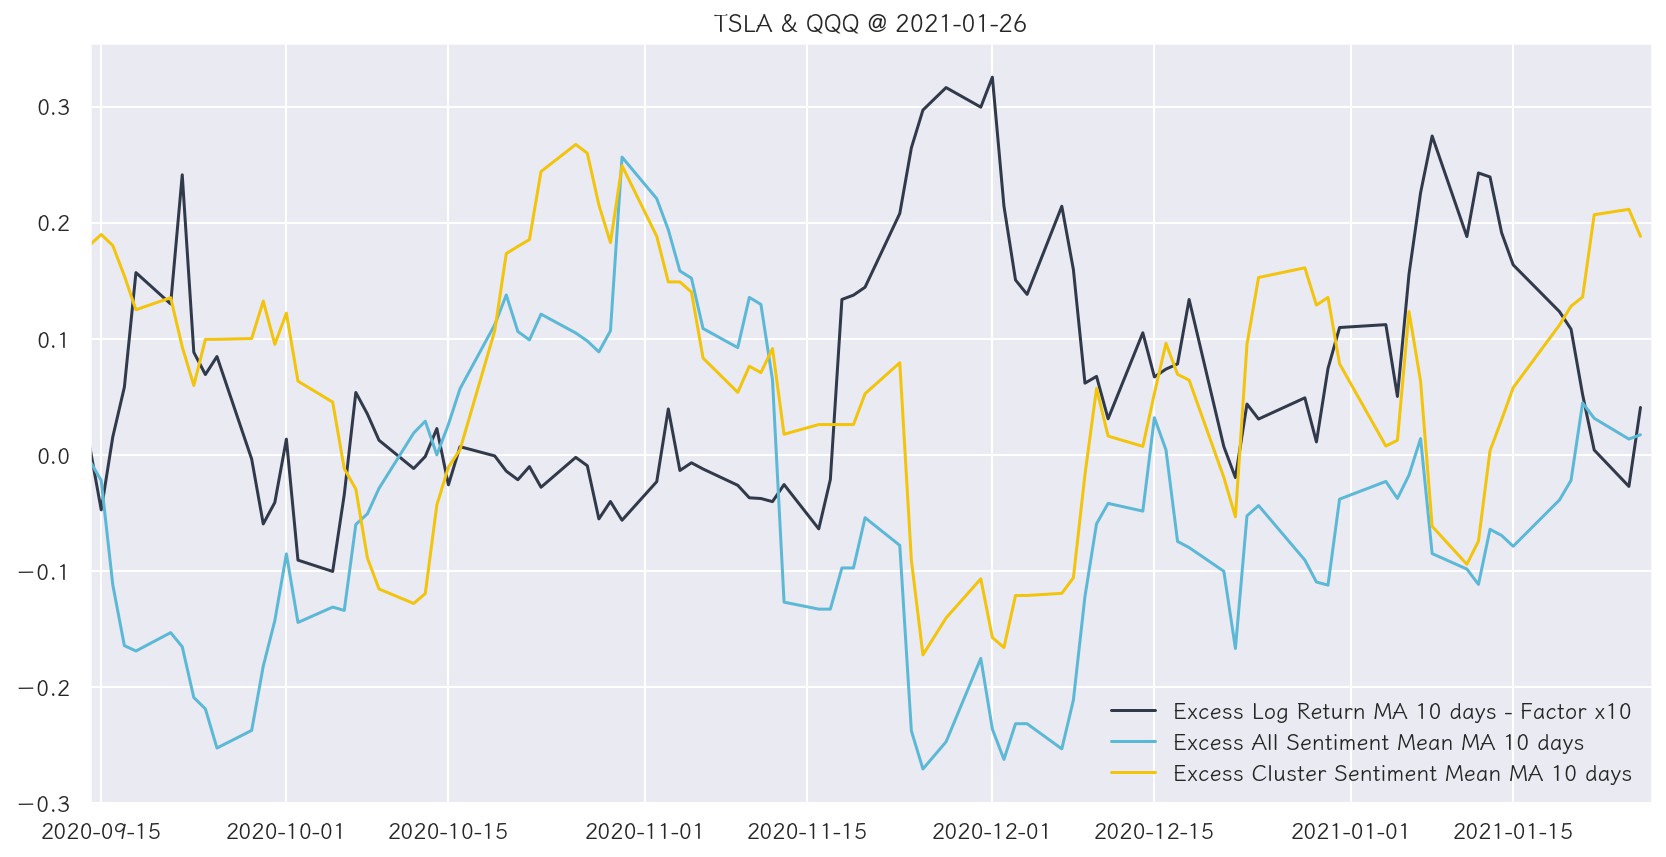 TSLA & QQQ @ 2021-01-26
0.3
0.2
0.1
0.0
−0.1
−0.2
−0.3
Excess Log Return MA 10 days - Factor x10
Excess All Sentiment Mean MA 10 days
Excess Cluster Sentiment Mean MA 10 days
2020-09-15 2020-10-01 2020-10-15 2020-11-01 2020-11-15 2020-12-01 2020-12-15 2021-01-01 2021-01-15